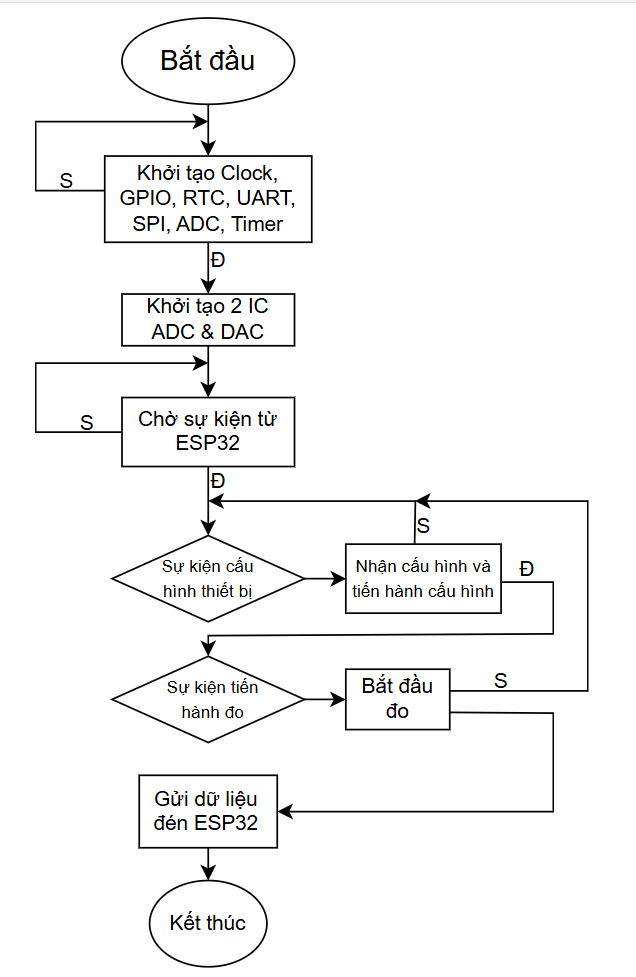 Bắt đầu
S
Khởi tạo Clock,
GPIO, RTC, UART,
SPI, ADC, Timer
Đ
Khởi tạo 2 IC
ADC & DAC
S
Chờ sự kiện từ
ESP32
Đ
S
Sự kiện cấu
hình thiết bị
Nhận cấu hình và
tiến hành cấu hình
Đ
Sự kiện tiến
hành đo
Bắt đầu
đo
S
Gửi dữ liệu
đén ESP32
Kết thúc